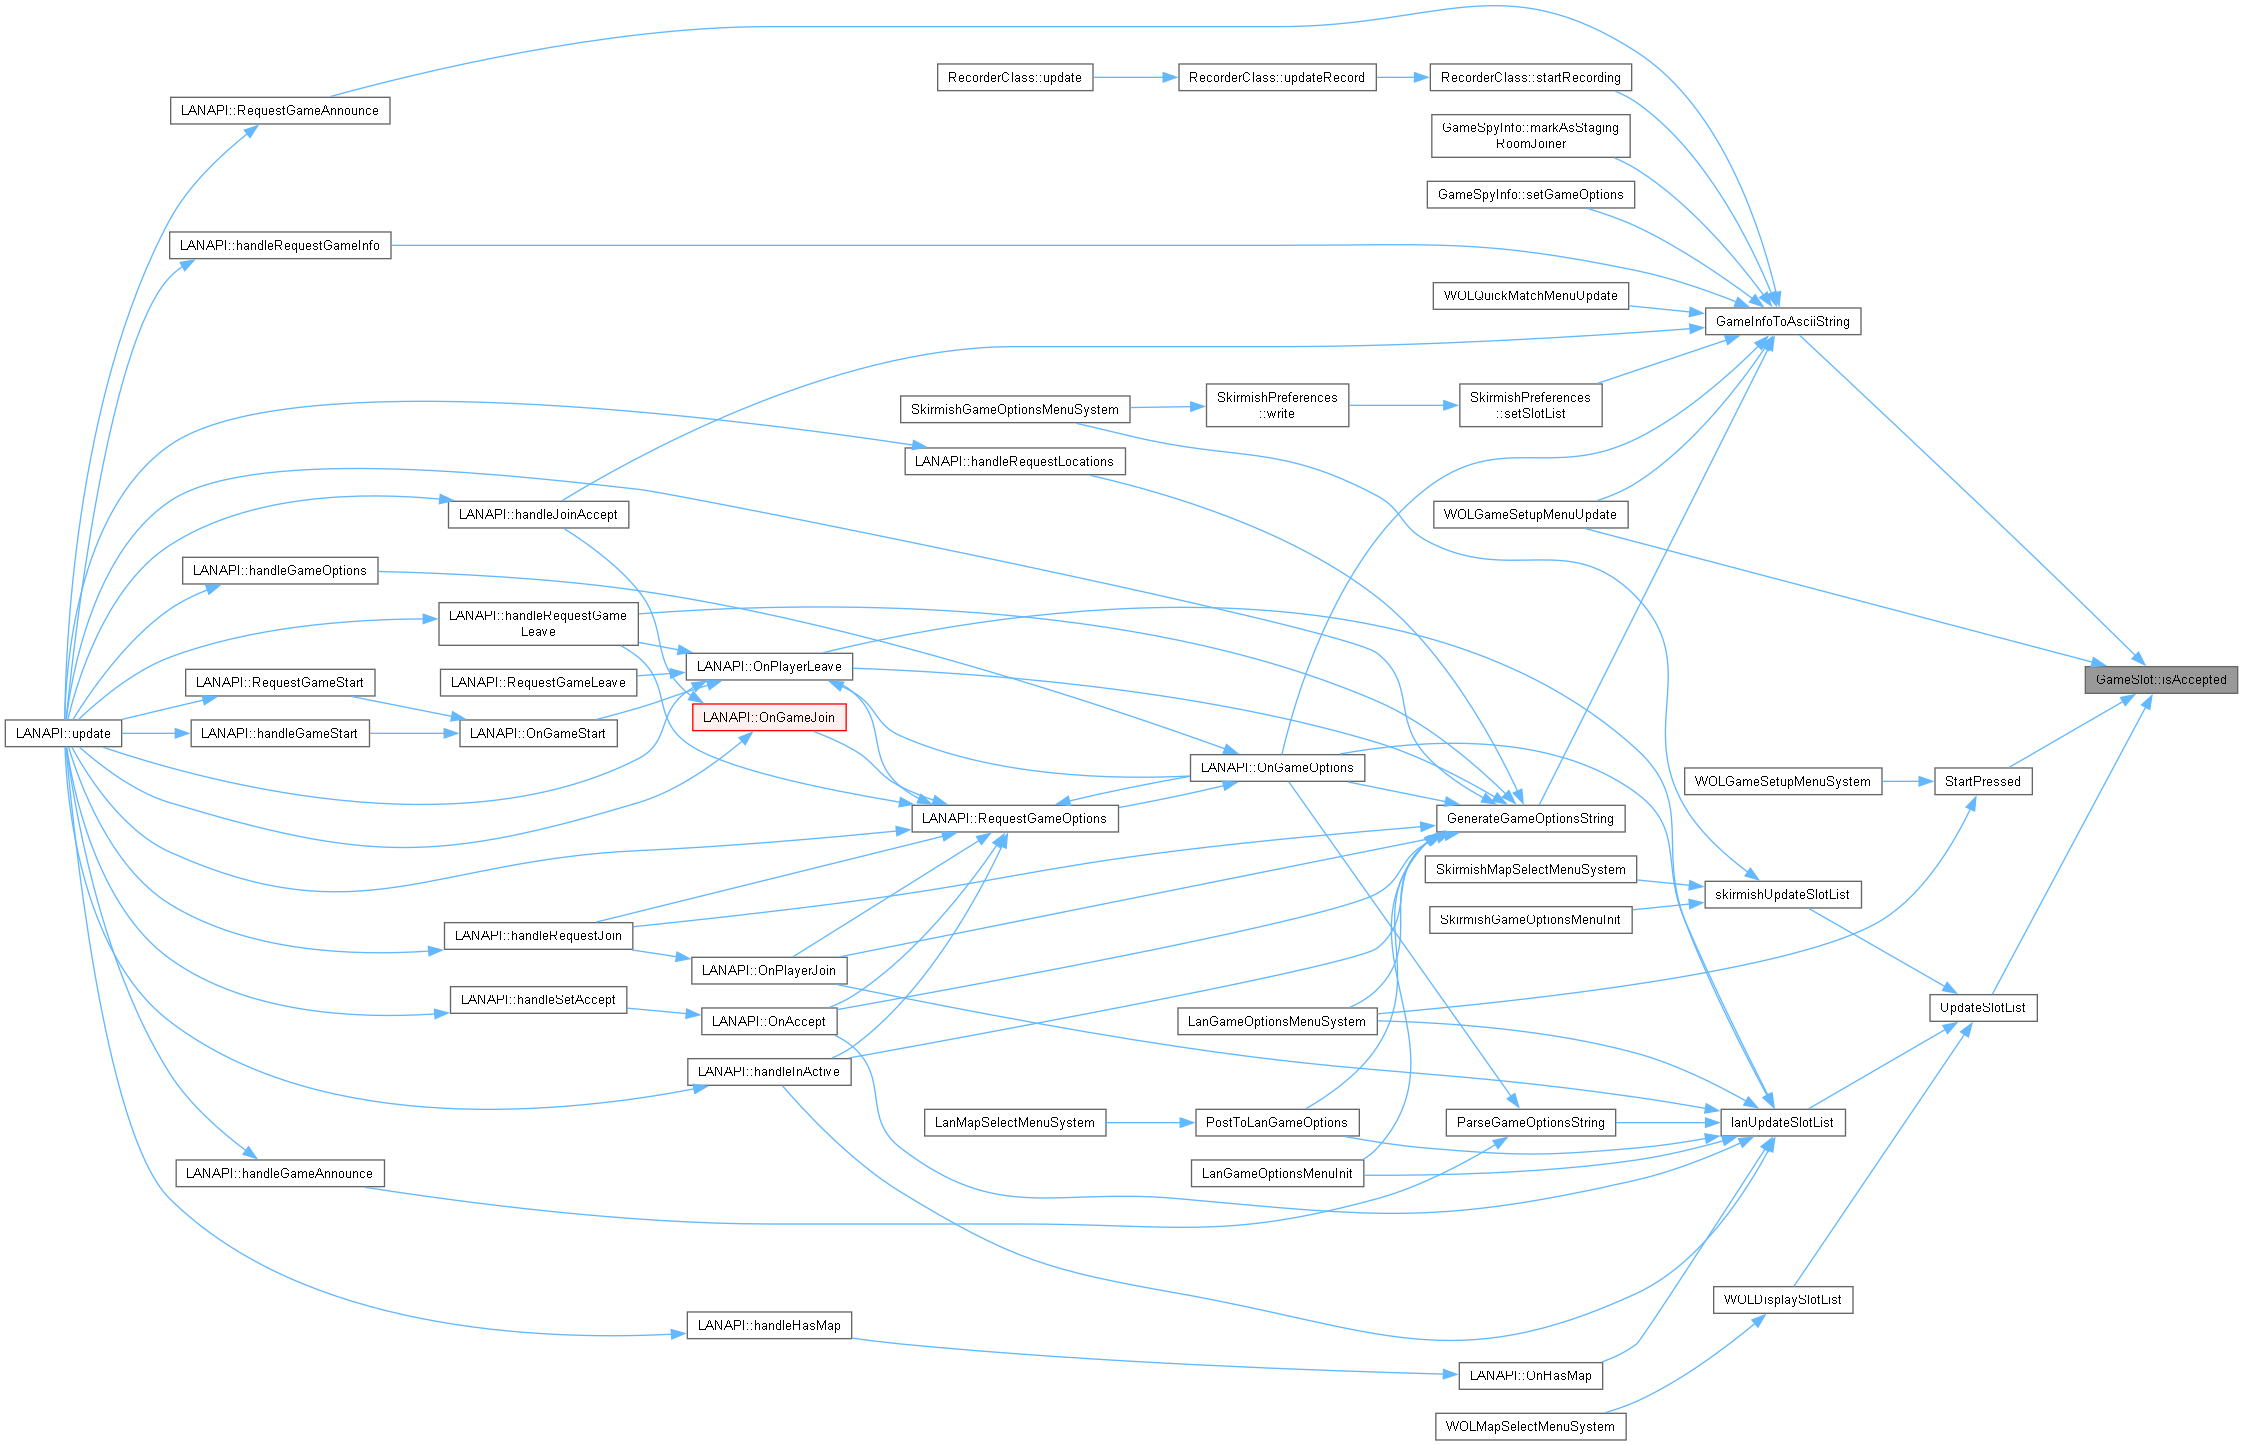 RecorderClass::update
RecorderClass::updateRecord
RecorderClass::startRecording
LANAPI::RequestGameAnnounce
GameSpyInfo::markAsStaging
RoomJoiner
GameSpyInfo::setGameOptions
LANAPI::handleRequestGameInfo
WOLQuickMatchMenuUpdate
GameInfoToAsciiString
SkirmishGameOptionsMenuSystem
SkirmishPreferences
::write
SkirmishPreferences
::setSlotList
LANAPI::handleRequestLocations
LANAPI::handleJoinAccept
WOLGameSetupMenuUpdate
LANAPI::handleGameOptions
LANAPI::handleRequestGame
Leave
LANAPI::OnPlayerLeave
LANAPI::RequestGameStart
LANAPI::RequestGameLeave
GameSlot::isAccepted
LANAPI::OnGameJoin
LANAPI::update
LANAPI::handleGameStart
LANAPI::OnGameStart
LANAPI::OnGameOptions
WOLGameSetupMenuSystem
StartPressed
LANAPI::RequestGameOptions
GenerateGameOptionsString
SkirmishMapSelectMenuSystem
skirmishUpdateSlotList
SkirmishGameOptionsMenuInit
LANAPI::handleRequestJoin
LANAPI::OnPlayerJoin
LANAPI::handleSetAccept
LANAPI::OnAccept
LanGameOptionsMenuSystem
UpdateSlotList
LANAPI::handleInActive
LanMapSelectMenuSystem
PostToLanGameOptions
ParseGameOptionsString
lanUpdateSlotList
LANAPI::handleGameAnnounce
LanGameOptionsMenuInit
WOLDisplaySlotList
LANAPI::handleHasMap
LANAPI::OnHasMap
WOLMapSelectMenuSystem